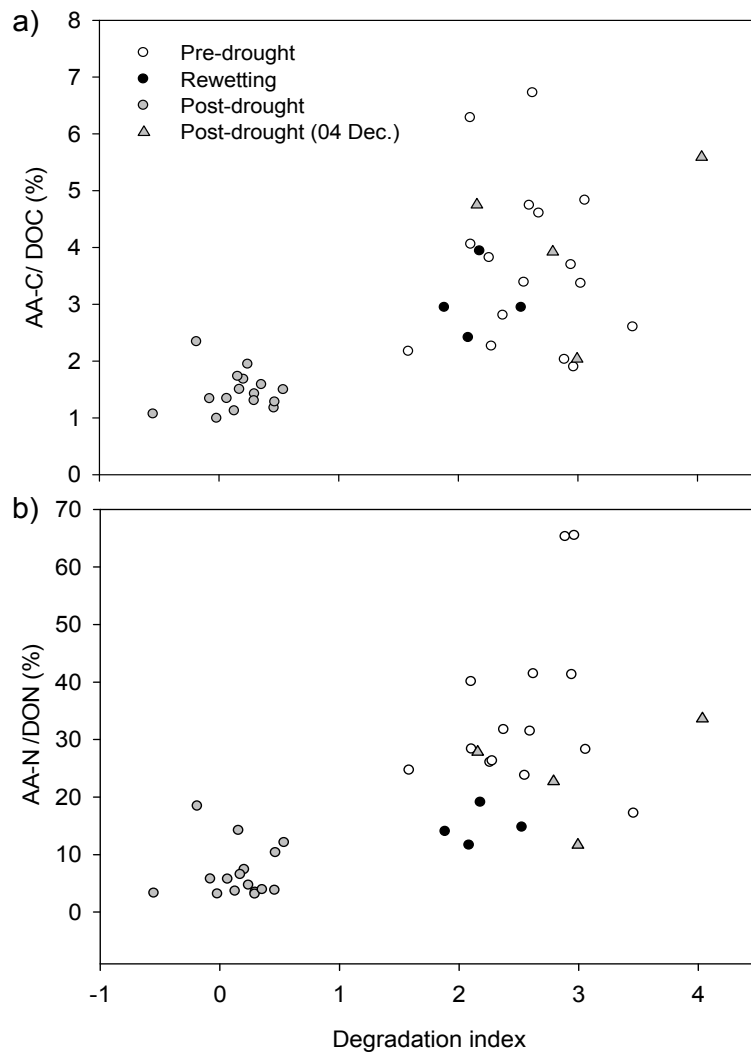 a)
8
7
6
5
4
3
2
1
0
AA-C/ DOC (%)
Pre-drought
Rewetting
Post-drought
Post-drought (04 Dec.)
b)
70
60
50
40
30
20
10
0
AA-N /DON (%)
-1 0 1 2 3 4
Degradation index